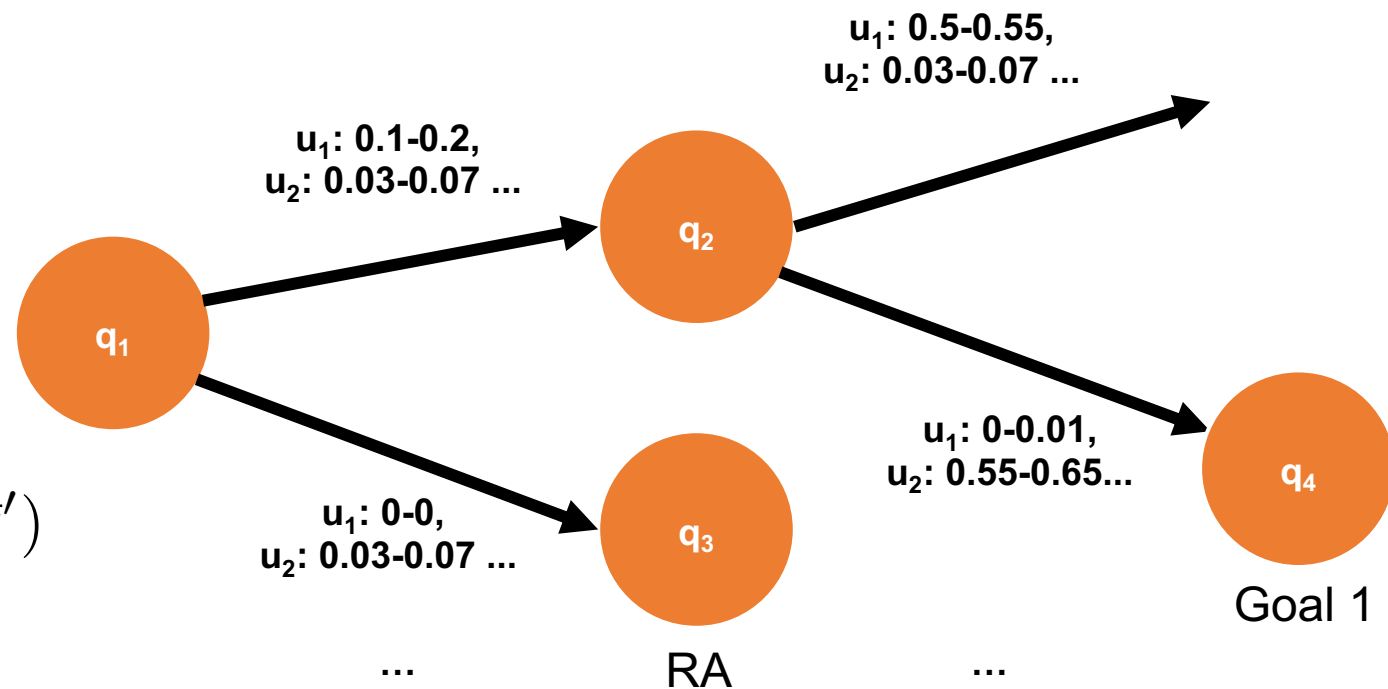 u₁: 0.5-0.55,
u₂: 0.03-0.07 ...
u₁: 0.1-0.2,
u₂: 0.03-0.07 ...
q₂
q₁
u₁: 0-0.01,
u₂: 0.55-0.65...
q₄
′)
u₁: 0-0,
u₂: 0.03-0.07 ...
q₃
Goal 1
...
RA
...